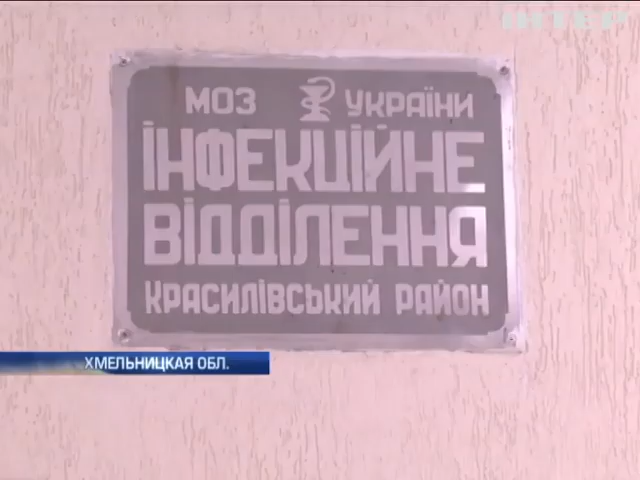 ІНТЕР
МОЗ УКРАЇНИ
ІНФЕКЦІЙНЕ
ВІДДІЛЕННЯ
КРАСИЛІВСЬКИЙ РАЙОН
ХМЕЛЬНИЦКАЯ ОБЛ.